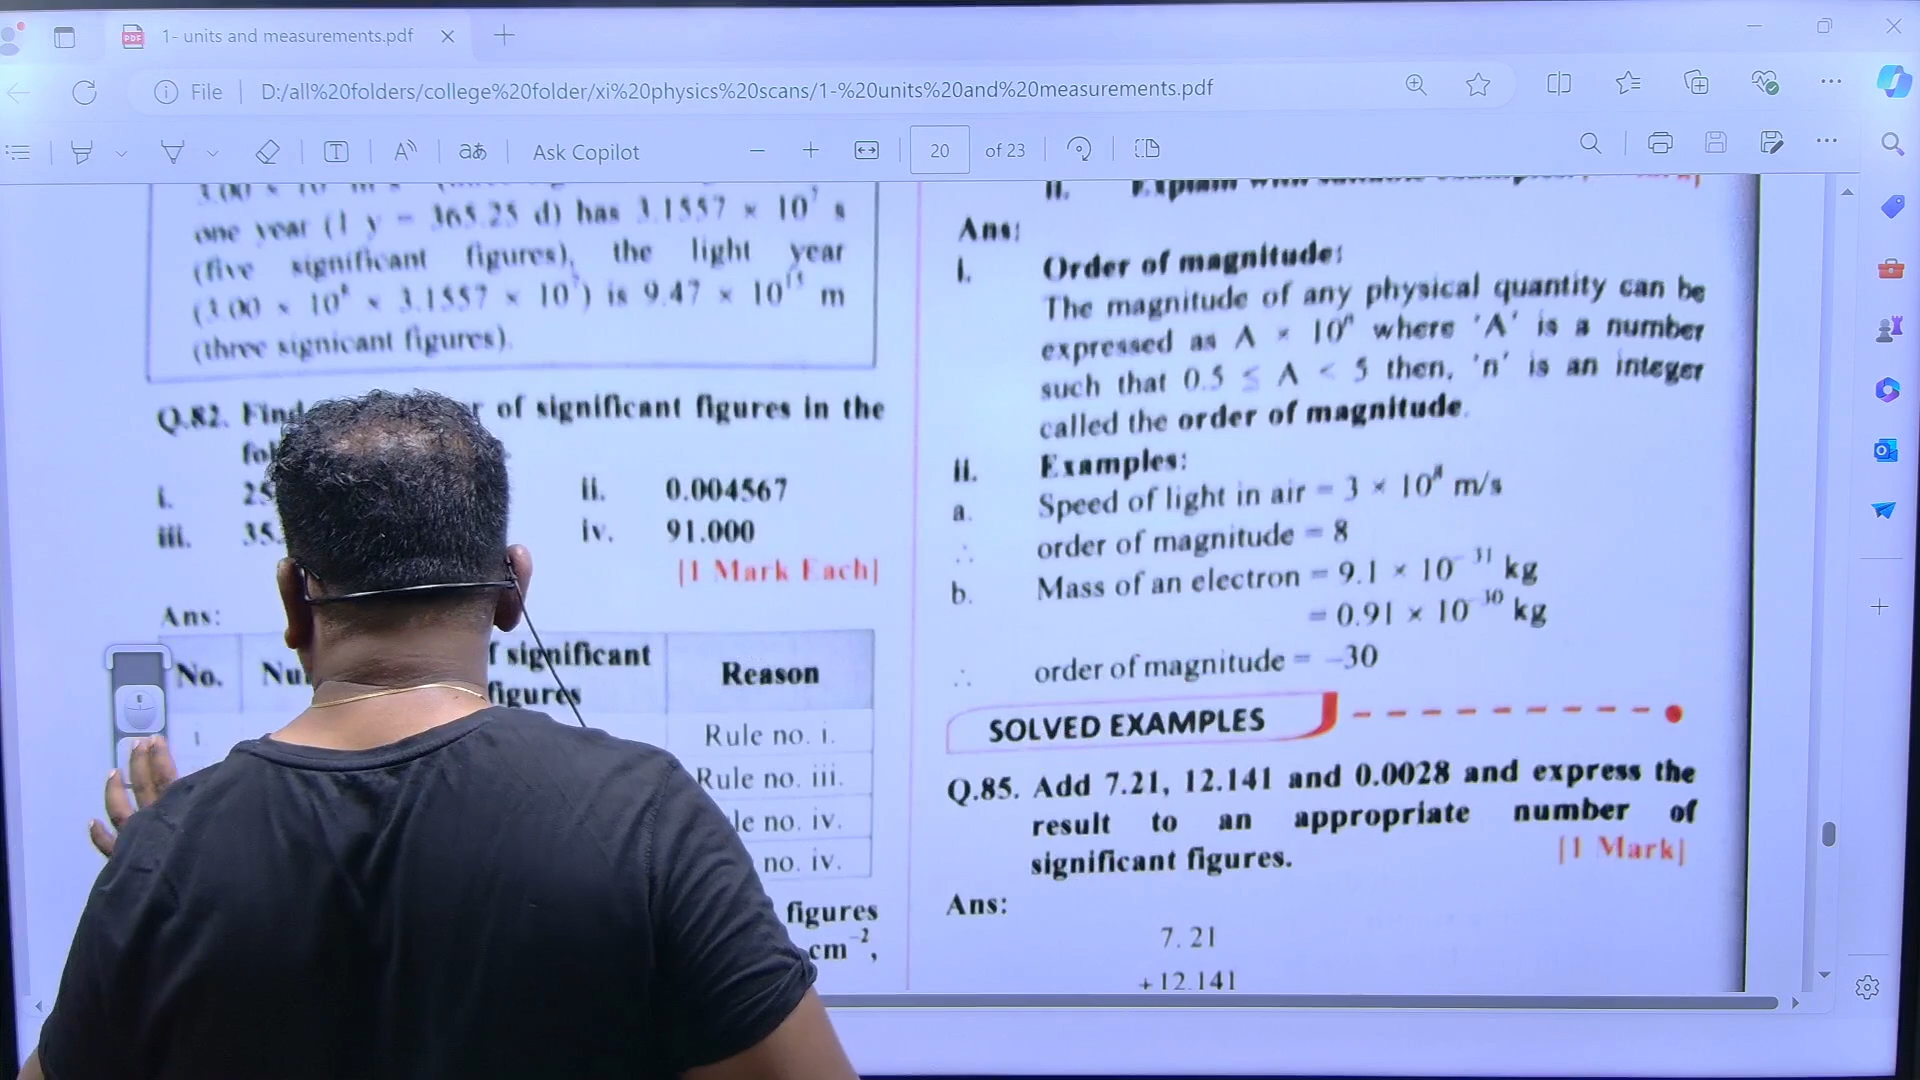 1- units and measurements.pdf
File
D:/all%20folders/college%20folder/xi%20physics%20scans/1-%20units%20and%20measurements.pdf
Ask Copilot
20 of 23
one year (1 y = 365.25 d) has 3.1557 × 10⁷ s
(five significant figures), the light year
(3.00 × 10⁸ × 3.1557 × 10⁷) is 9.47 × 10¹⁵ m
(three signicant figures).
Q.82. Find of significant figures in the
i. 25
ii. 0.004567
iii. 35.
iv. 91.000
[1 Mark Each]
Ans:
No.
significant
figures
Reason
i
Rule no. i.
Rule no. iii.
no. iv.
no. iv.
figures
cm⁻²,
ii. Explain with
Ans:
i. Order of magnitude:
The magnitude of any physical quantity can be
expressed as A × 10ⁿ where 'A' is a number
such that 0.5 ≤ A < 5 then, 'n' is an integer
called the order of magnitude.
ii. Examples:
a. Speed of light in air = 3 × 10⁸ m/s
∴ order of magnitude = 8
b. Mass of an electron = 9.1 × 10⁻³¹ kg
= 0.91 × 10⁻³⁰ kg
∴ order of magnitude = −30
SOLVED EXAMPLES
Q.85. Add 7.21, 12.141 and 0.0028 and express the
result to an appropriate number of
significant figures.
[1 Mark]
Ans:
7.21
+ 12.141